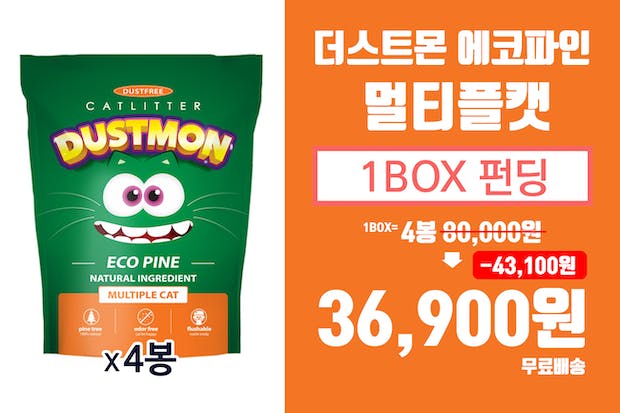 DUSTFREE
CATLITTER
DUSTMON
ECO PINE
NATURAL INGREDIENT
MULTIPLE CAT
pine tree
odor free
flushable
x4봉
더스트몬 에코파인
멀티플캣
1BOX 펀딩
1BOX= 4봉 80,000원
-43,100원
36,900원
무료배송